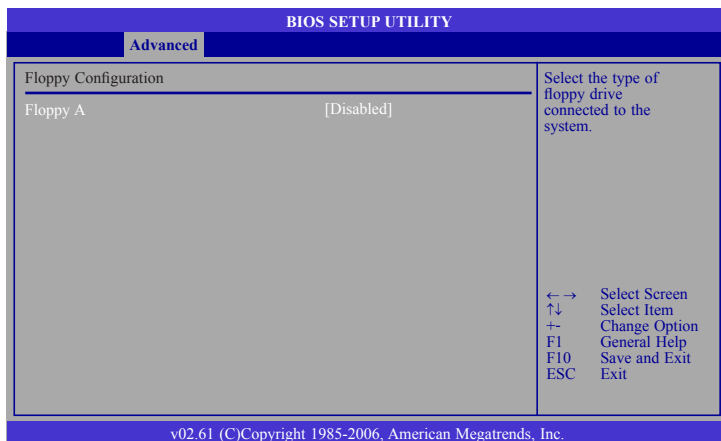 BIOS SETUP UTILITY
Advanced
Floppy Configuration
Floppy A [Disabled]
Select the type of
floppy drive
connected to the
system.
←→ Select Screen
↑↓ Select Item
+- Change Option
F1 General Help
F10 Save and Exit
ESC Exit
v02.61 (C)Copyright 1985-2006, American Megatrends, Inc.